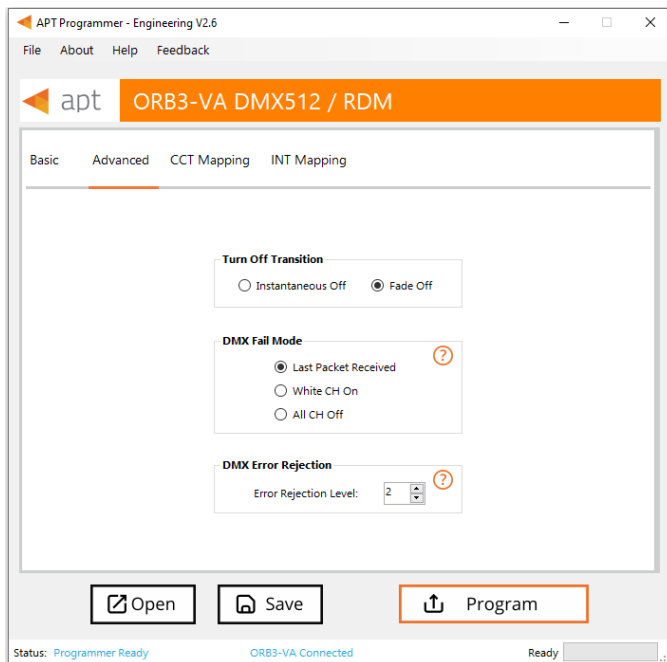 APT Programmer - Engineering V2.6
File About Help Feedback
apt ORB3-VA DMX512 / RDM
Basic Advanced CCT Mapping INT Mapping
Turn Off Transition
Instantaneous Off Fade Off
DMX Fail Mode
?
Last Packet Received
White CH On
All CH Off
DMX Error Rejection
?
Error Rejection Level: 2
Open Save Program
Status: Programmer Ready ORB3-VA Connected Ready